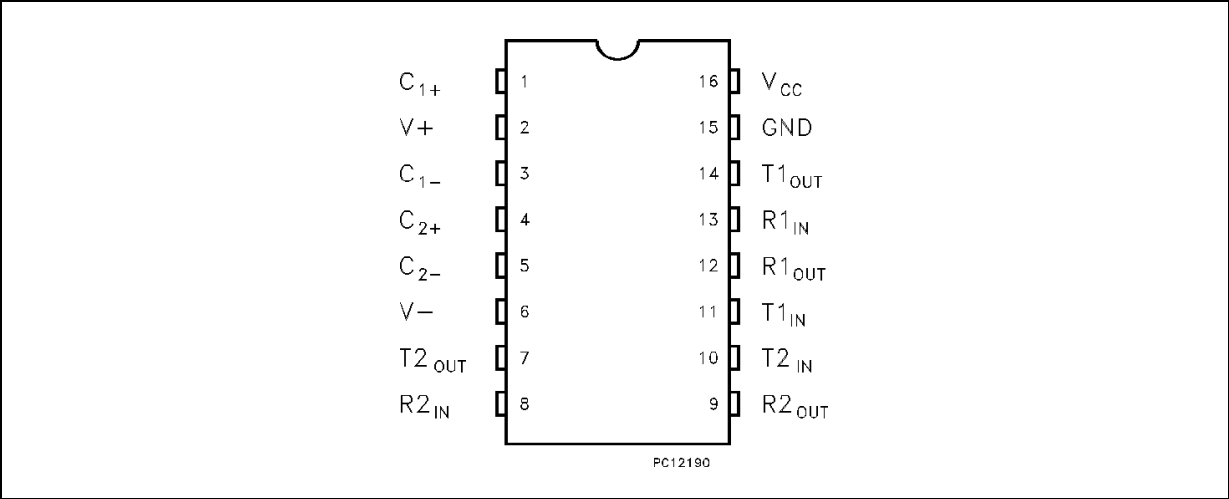 C1+ 1 16 VCC
V+ 2 15 GND
C1− 3 14 T1OUT
C2+ 4 13 R1IN
C2− 5 12 R1OUT
V− 6 11 T1IN
T2OUT 7 10 T2IN
R2IN 8 9 R2OUT
PC12190